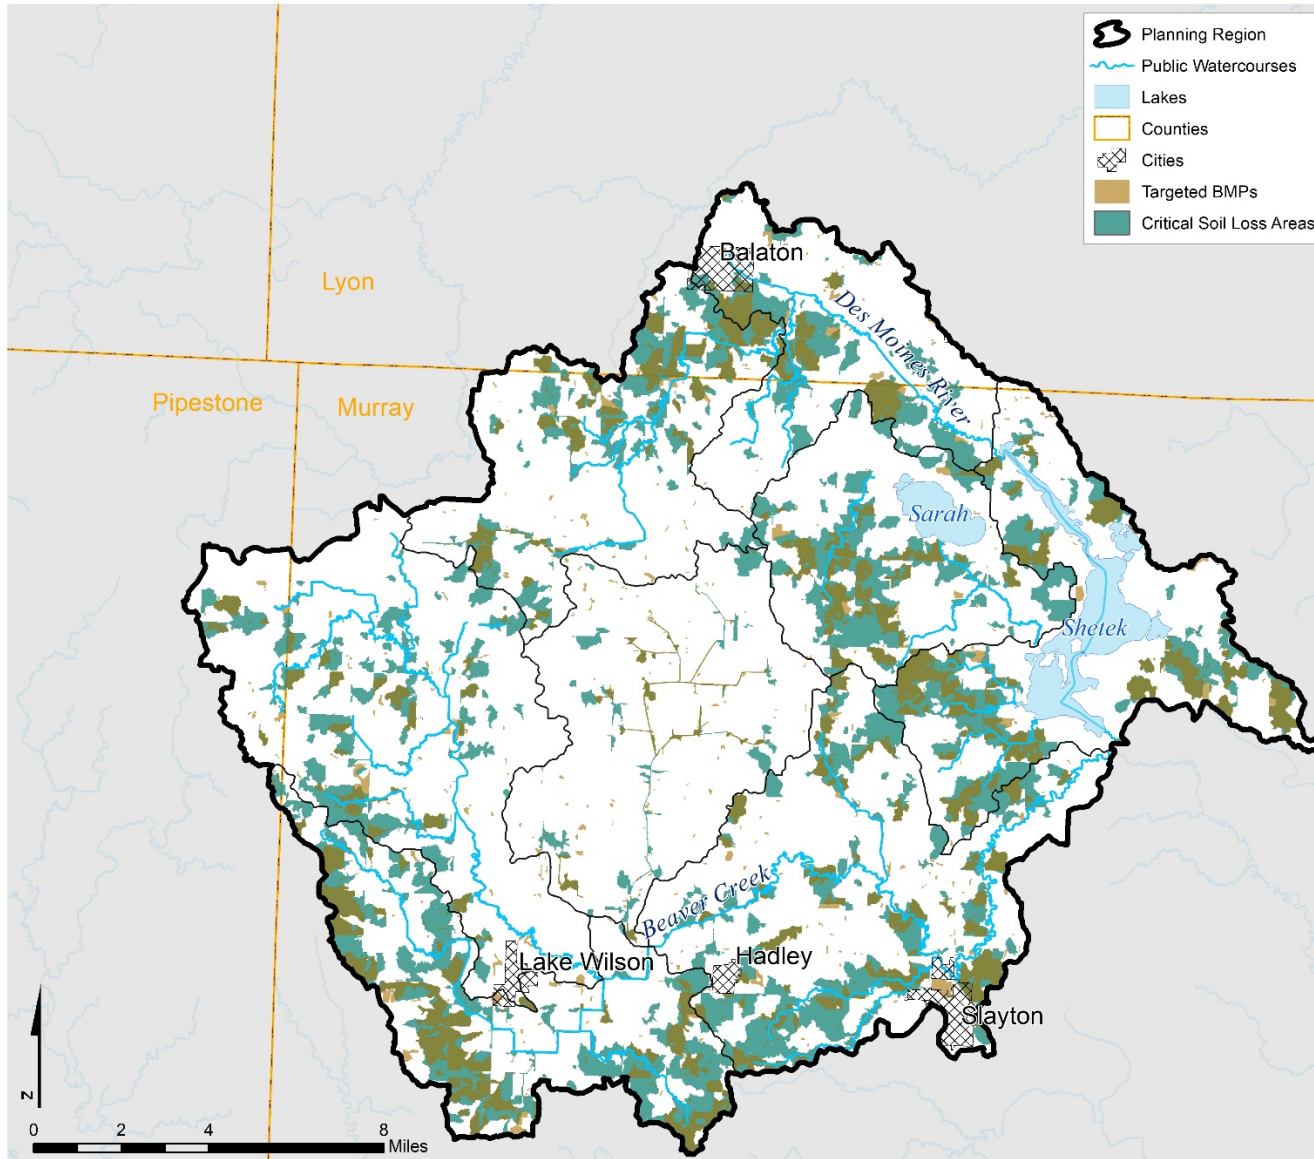 Planning Region
Public Watercourses
Lakes
Counties
Cities
Targeted BMPs
Critical Soil Loss Areas
Balaton
Lyon
Des Moines River
Pipestone
Murray
Sarah
Shetek
Beaver Creek
Lake Wilson
Hadley
Slayton
N
0 2 4 8
Miles